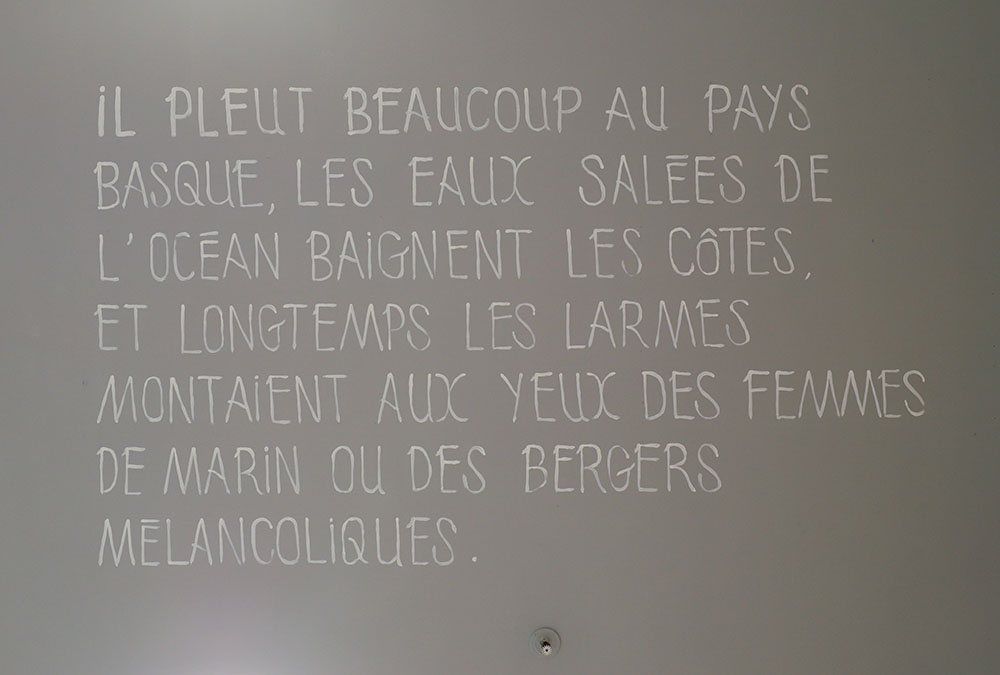 iL PLEUT BEAUCOUP AU PAYS
BASQUE, LES EAUX SALÉES DE
L'OCÉAN BAiGNENT LES CÔTES,
ET LONGTEMPS LES LARMES
MONTAiENT AUX YEUX DES FEMMES
DE MARiN OU DES BERGERS
MÉLANCOLiQUES.